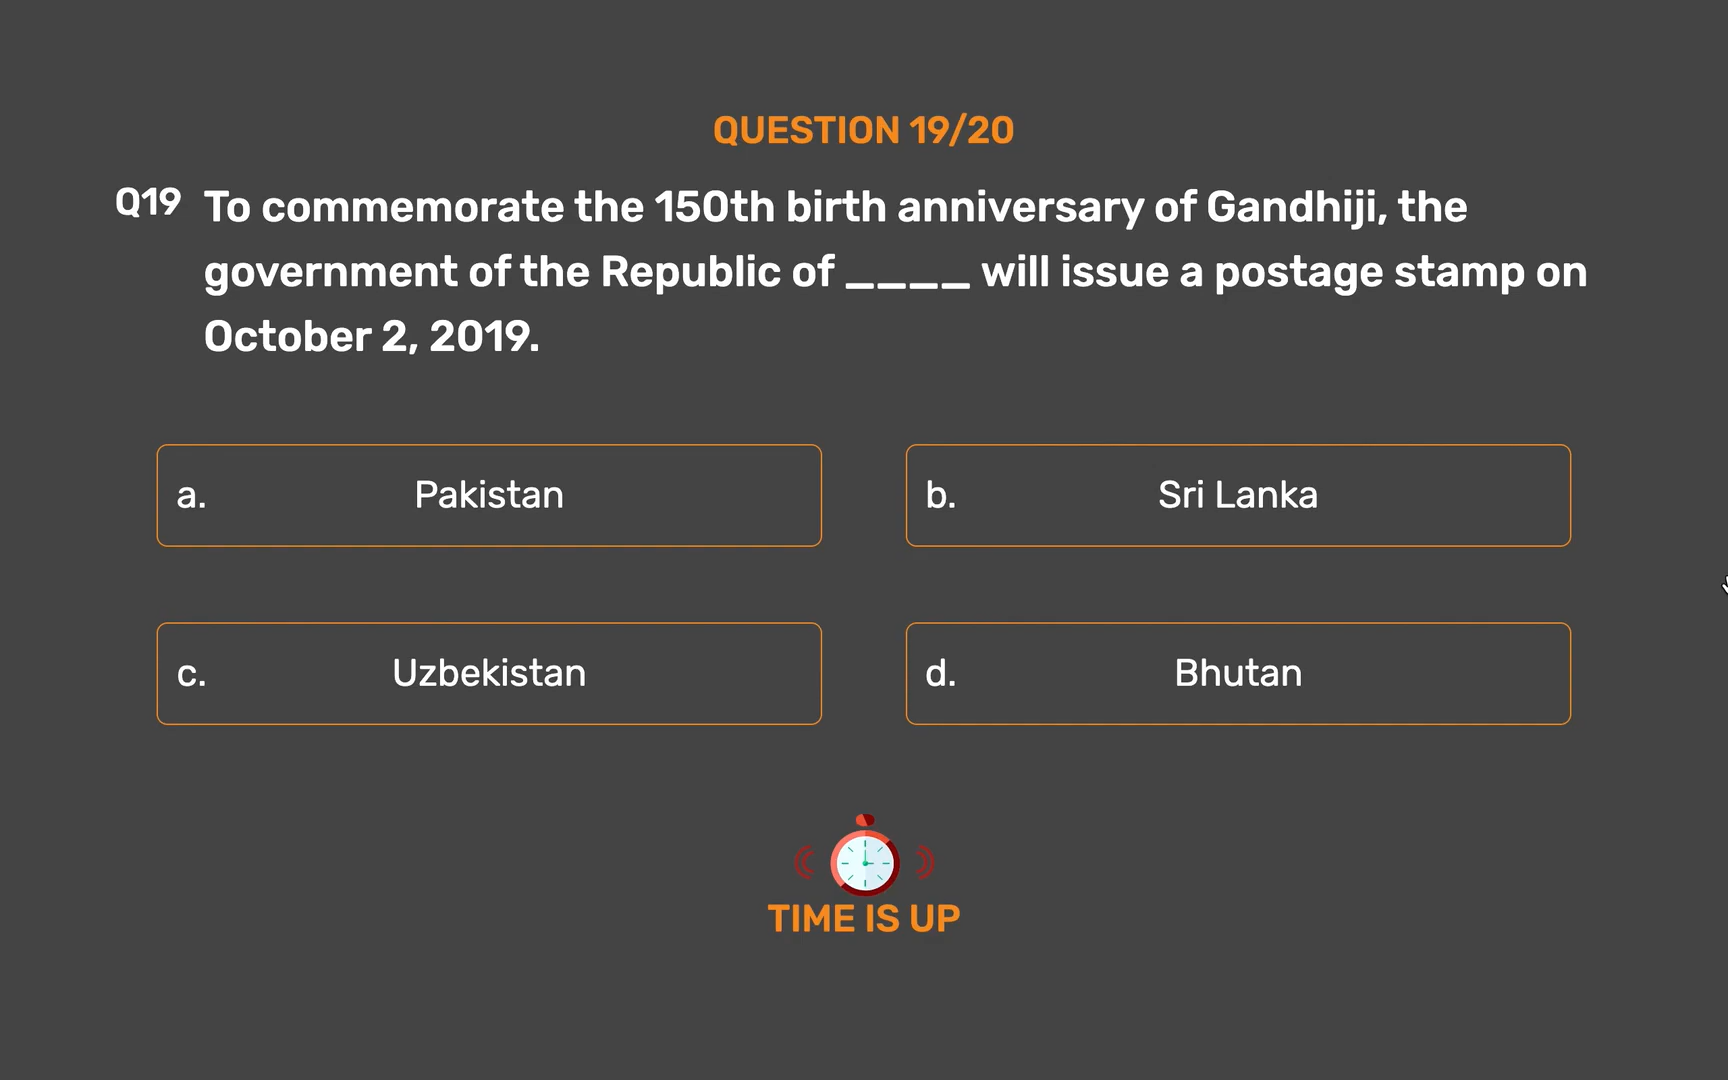 QUESTION 19/20
Q19 To commemorate the 150th birth anniversary of Gandhiji, the
government of the Republic of ____ will issue a postage stamp on
October 2, 2019.
a. Pakistan
b. Sri Lanka
c. Uzbekistan
d. Bhutan
TIME IS UP